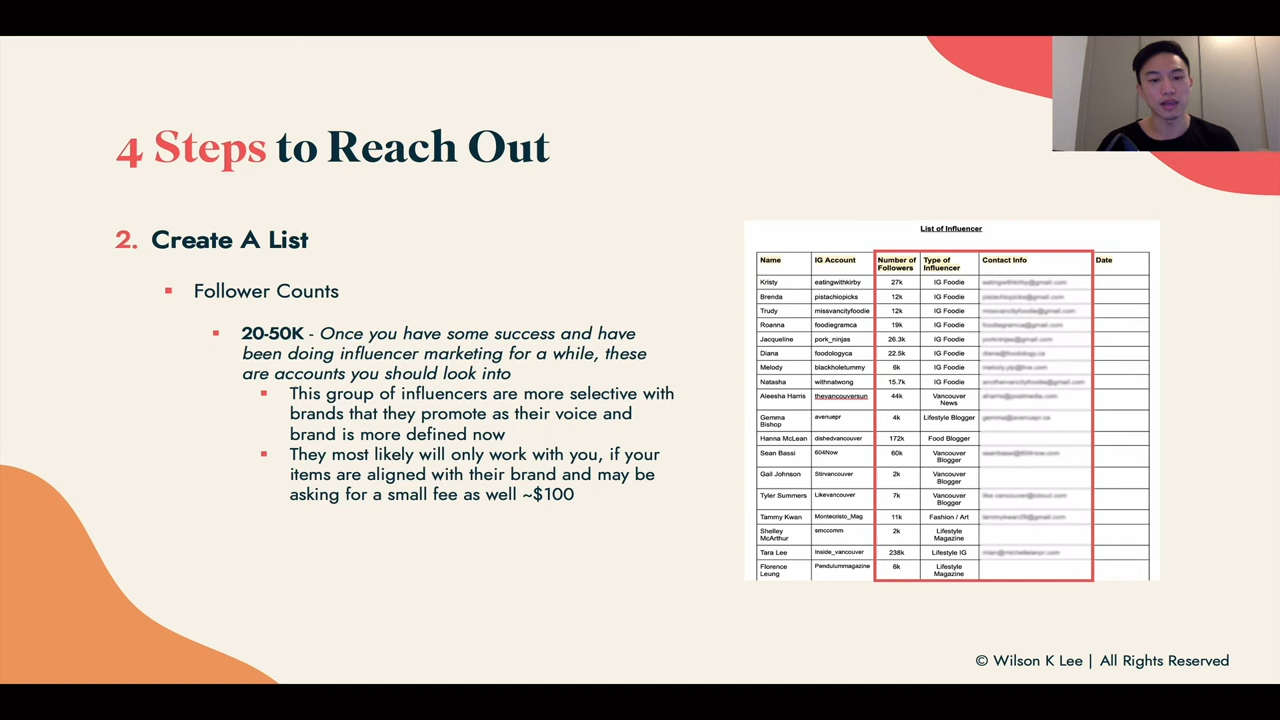 4 Steps to Reach Out
2. Create A List
Follower Counts
20-50K - Once you have some success and have
been doing influencer marketing for a while, these
are accounts you should look into
This group of influencers are more selective with
brands that they promote as their voice and
brand is more defined now
They most likely will only work with you, if your
items are aligned with their brand and may be
asking for a small fee as well ~$100
List of Influencer
Name IG Account Number of Followers Type of Influencer Contact Info Date
Kristy eatingwithkirby 27k IG Foodie
Brenda pistachiopicks 12k IG Foodie
Trudy missvancityfoodie 12k IG Foodie
Roanna foodiegramca 19k IG Foodie
Jacqueline pork_ninjas 26.3k IG Foodie
Diana foodologyca 22.5k IG Foodie
Melody blackholetummy 6k IG Foodie
Natasha withnatwong 15.7k IG Foodie
Aleesha Harris thevancouversun 44k Vancouver News
Gemma Bishop avenuepr 4k Lifestyle Blogger
Hanna McLean dishedvancouver 172k Food Blogger
Sean Bassi 604Now 60k Vancouver Blogger
Gail Johnson Stirvancouver 2k Vancouver Blogger
Tyler Summers Likevancouver 7k Vancouver Blogger
Tammy Kwan Montecristo_Mag 11k Fashion / Art
Shelley McArthur smccomm 2k Lifestyle Magazine
Tara Lee Inside_vancouver 238k Lifestyle IG
Florence Leung Pendulummagazine 6k Lifestyle Magazine
© Wilson K Lee | All Rights Reserved